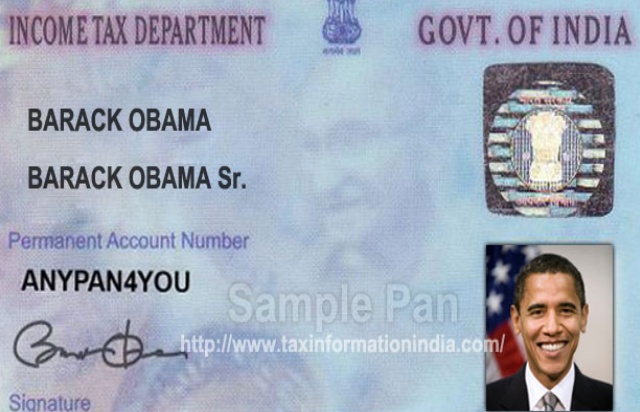 INCOME TAX DEPARTMENT
GOVT. OF INDIA
BARACK OBAMA
BARACK OBAMA Sr.
Permanent Account Number
ANYPAN4YOU
Sample Pan
http://www.taxinformationindia.com/
Signature